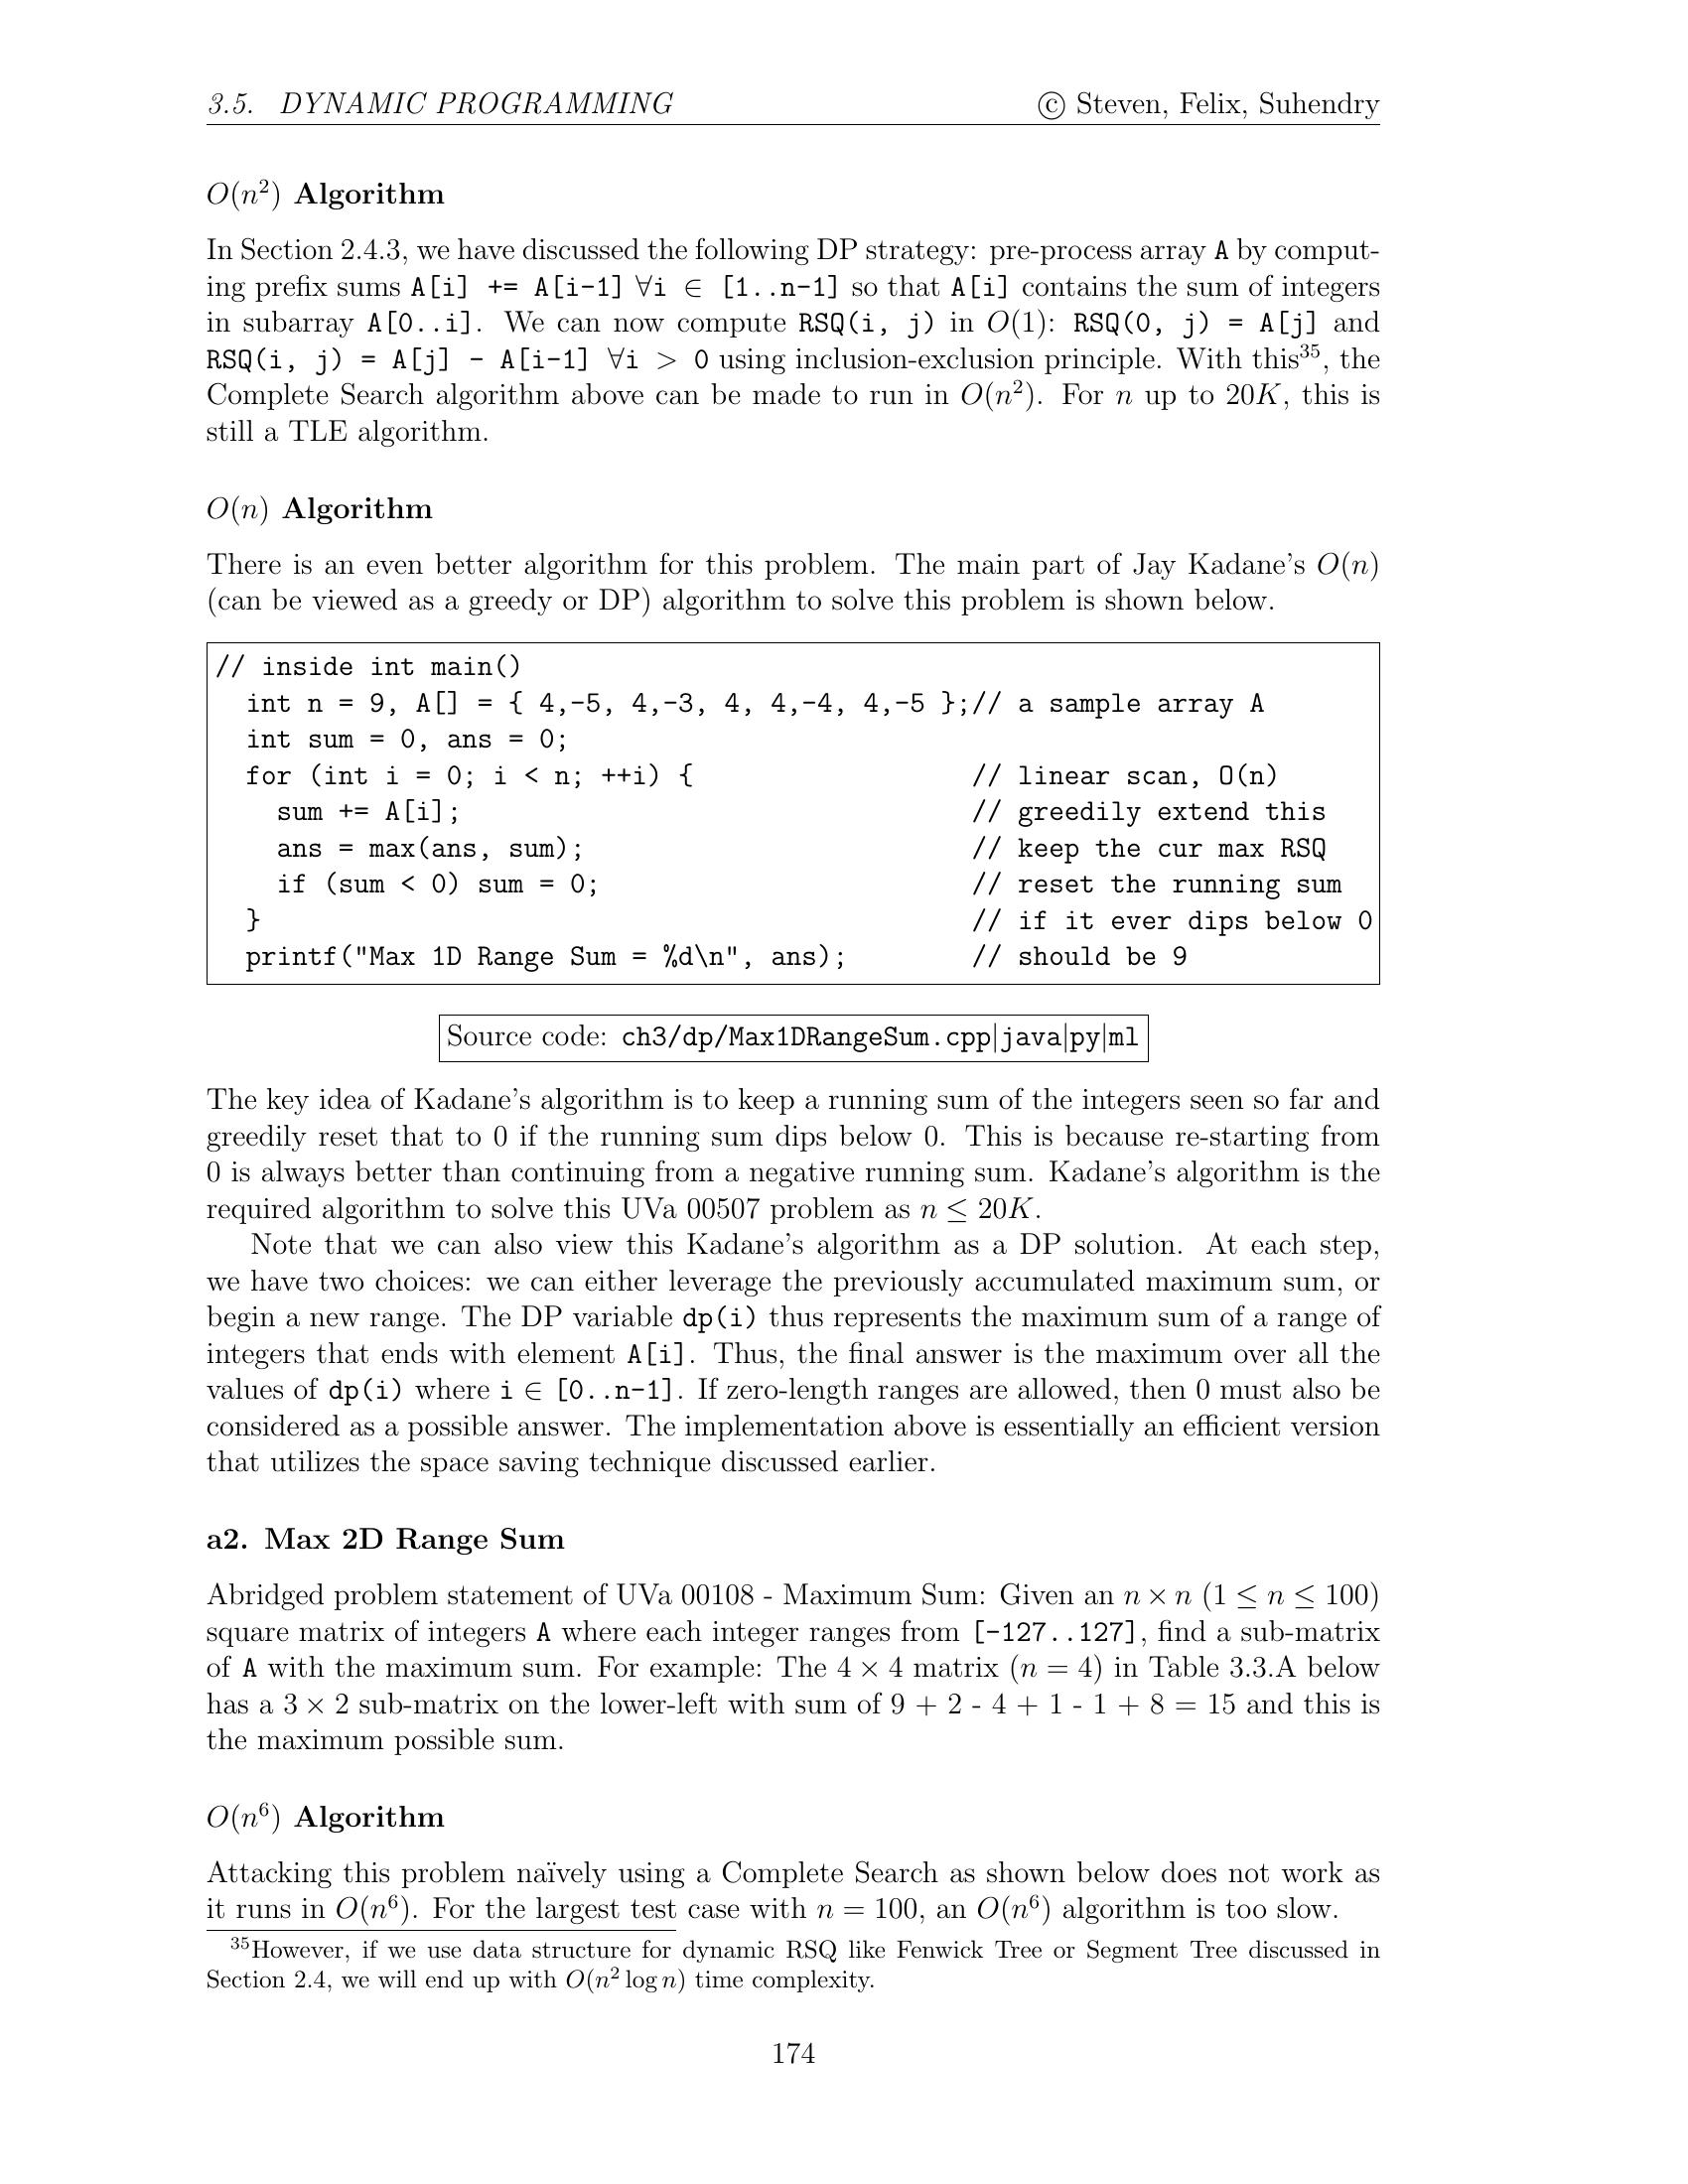 3.5. DYNAMIC PROGRAMMING © Steven, Felix, Suhendry
O(n²) Algorithm
In Section 2.4.3, we have discussed the following DP strategy: pre-process array A by comput-
ing prefix sums A[i] += A[i-1] ∀i ∈ [1..n-1] so that A[i] contains the sum of integers
in subarray A[0..i]. We can now compute RSQ(i, j) in O(1): RSQ(0, j) = A[j] and
RSQ(i, j) = A[j] - A[i-1] ∀i > 0 using inclusion-exclusion principle. With this³⁵, the
Complete Search algorithm above can be made to run in O(n²). For n up to 20K, this is
still a TLE algorithm.
O(n) Algorithm
There is an even better algorithm for this problem. The main part of Jay Kadane's O(n)
(can be viewed as a greedy or DP) algorithm to solve this problem is shown below.
// inside int main()
int n = 9, A[] = { 4,-5, 4,-3, 4, 4,-4, 4,-5 };// a sample array A
int sum = 0, ans = 0;
for (int i = 0; i < n; ++i) { // linear scan, O(n)
sum += A[i]; // greedily extend this
ans = max(ans, sum); // keep the cur max RSQ
if (sum < 0) sum = 0; // reset the running sum
} // if it ever dips below 0
printf("Max 1D Range Sum = %d\n", ans); // should be 9
Source code: ch3/dp/Max1DRangeSum.cpp|java|py|ml
The key idea of Kadane's algorithm is to keep a running sum of the integers seen so far and
greedily reset that to 0 if the running sum dips below 0. This is because re-starting from
0 is always better than continuing from a negative running sum. Kadane's algorithm is the
required algorithm to solve this UVa 00507 problem as n ≤ 20K.
Note that we can also view this Kadane's algorithm as a DP solution. At each step,
we have two choices: we can either leverage the previously accumulated maximum sum, or
begin a new range. The DP variable dp(i) thus represents the maximum sum of a range of
integers that ends with element A[i]. Thus, the final answer is the maximum over all the
values of dp(i) where i ∈ [0..n-1]. If zero-length ranges are allowed, then 0 must also be
considered as a possible answer. The implementation above is essentially an efficient version
that utilizes the space saving technique discussed earlier.
a2. Max 2D Range Sum
Abridged problem statement of UVa 00108 - Maximum Sum: Given an n × n (1 ≤ n ≤ 100)
square matrix of integers A where each integer ranges from [-127..127], find a sub-matrix
of A with the maximum sum. For example: The 4 × 4 matrix (n = 4) in Table 3.3.A below
has a 3 × 2 sub-matrix on the lower-left with sum of 9 + 2 - 4 + 1 - 1 + 8 = 15 and this is
the maximum possible sum.
O(n⁶) Algorithm
Attacking this problem naïvely using a Complete Search as shown below does not work as
it runs in O(n⁶). For the largest test case with n = 100, an O(n⁶) algorithm is too slow.
³⁵However, if we use data structure for dynamic RSQ like Fenwick Tree or Segment Tree discussed in
Section 2.4, we will end up with O(n² log n) time complexity.
174